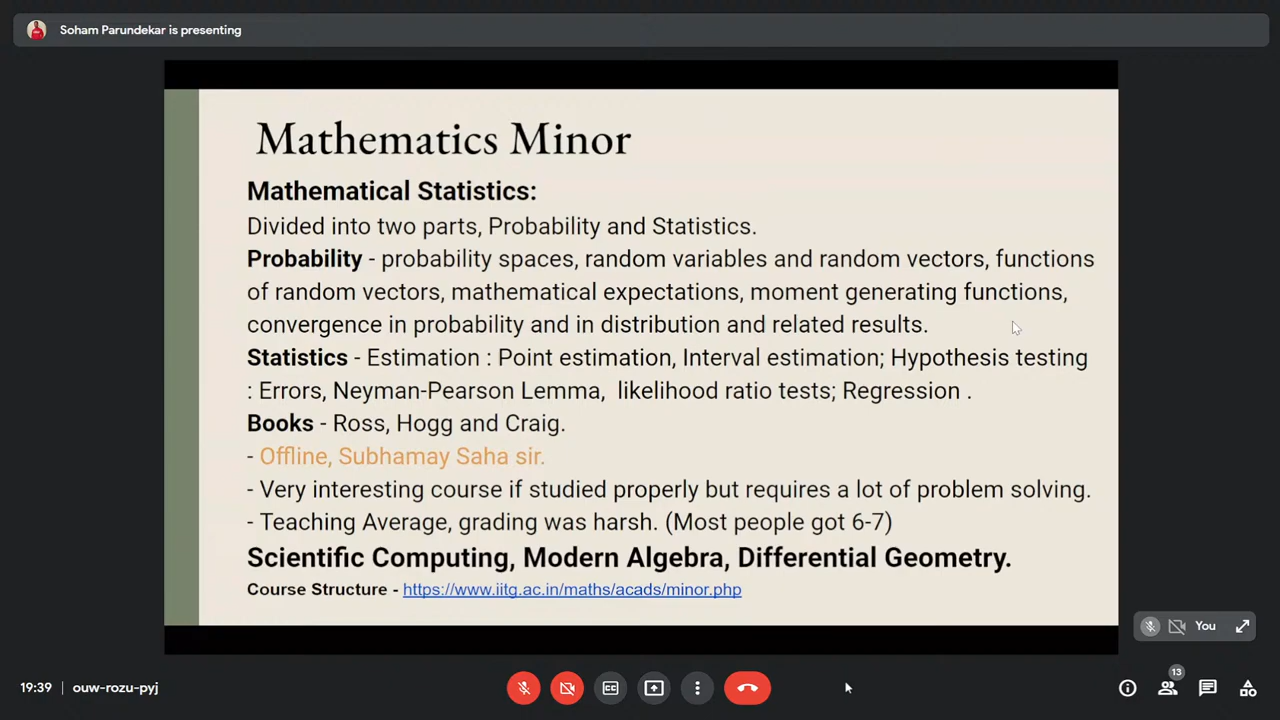 Soham Parundekar is presenting
Mathematics Minor
Mathematical Statistics:
Divided into two parts, Probability and Statistics.
Probability - probability spaces, random variables and random vectors, functions
of random vectors, mathematical expectations, moment generating functions,
convergence in probability and in distribution and related results.
Statistics - Estimation : Point estimation, Interval estimation; Hypothesis testing
: Errors, Neyman-Pearson Lemma,  likelihood ratio tests; Regression .
Books - Ross, Hogg and Craig.
- Offline, Subhamay Saha sir.
- Very interesting course if studied properly but requires a lot of problem solving.
- Teaching Average, grading was harsh. (Most people got 6-7)
Scientific Computing, Modern Algebra, Differential Geometry.
Course Structure - https://www.iitg.ac.in/maths/acads/minor.php
You
19:39 | ouw-rozu-pyj
CC
13